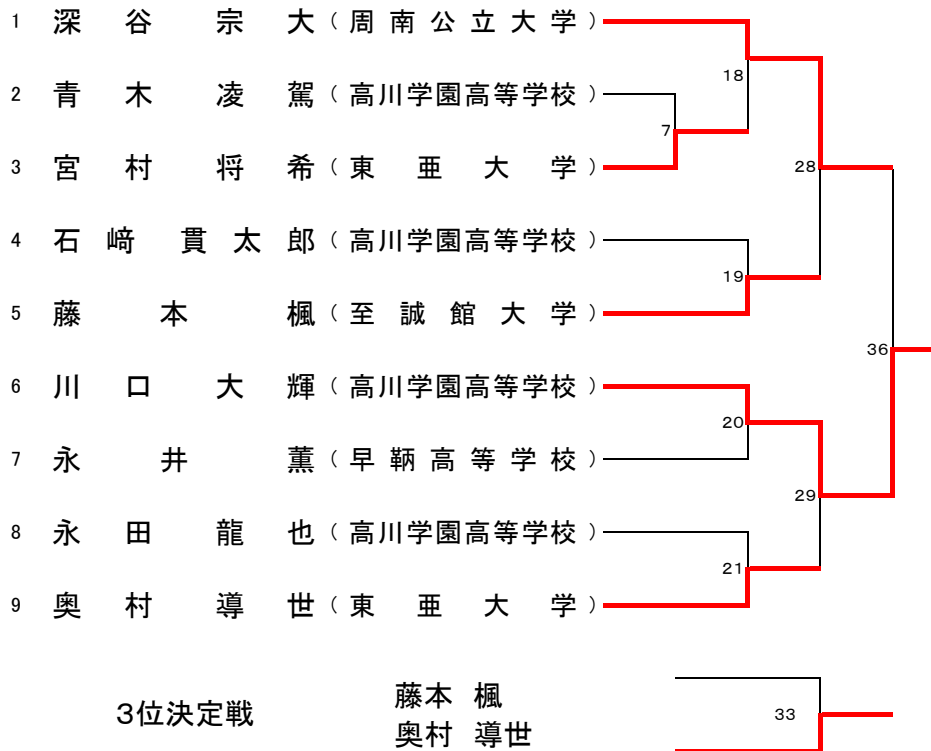 1 深谷宗大(周南公立大学)
18
2 青木凌駕(高川学園高等学校)
7
3 宮村将希(東亜大学)
28
4 石﨑貫太郎(高川学園高等学校)
19
5 藤本楓(至誠館大学)
36
6 川口大輝(高川学園高等学校)
20
7 永井薫(早鞆高等学校)
29
8 永田龍也(高川学園高等学校)
21
9 奥村導世(東亜大学)
藤本 楓
3位決定戦
33
奥村 導世